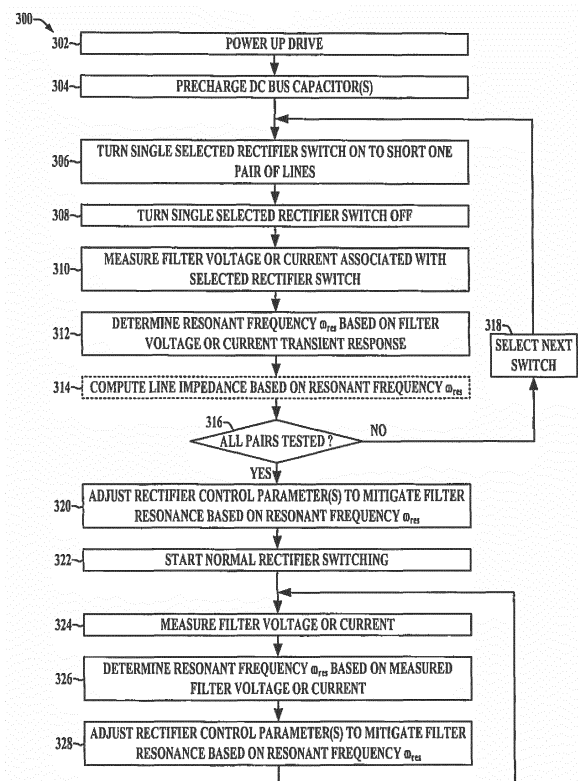 300
302
POWER UP DRIVE
304
PRECHARGE DC BUS CAPACITOR(S)
306
TURN SINGLE SELECTED RECTIFIER SWITCH ON TO SHORT ONE
PAIR OF LINES
308
TURN SINGLE SELECTED RECTIFIER SWITCH OFF
310
MEASURE FILTER VOLTAGE OR CURRENT ASSOCIATED WITH
SELECTED RECTIFIER SWITCH
312
DETERMINE RESONANT FREQUENCY ωres BASED ON FILTER
VOLTAGE OR CURRENT TRANSIENT RESPONSE
318
SELECT NEXT
SWITCH
314
COMPUTE LINE IMPEDANCE BASED ON RESONANT FREQUENCY ωres
316
ALL PAIRS TESTED ?
NO
YES
320
ADJUST RECTIFIER CONTROL PARAMETER(S) TO MITIGATE FILTER
RESONANCE BASED ON RESONANT FREQUENCY ωres
322
START NORMAL RECTIFIER SWITCHING
324
MEASURE FILTER VOLTAGE OR CURRENT
326
DETERMINE RESONANT FREQUENCY ωres BASED ON MEASURED
FILTER VOLTAGE OR CURRENT
328
ADJUST RECTIFIER CONTROL PARAMETER(S) TO MITIGATE FILTER
RESONANCE BASED ON RESONANT FREQUENCY ωres